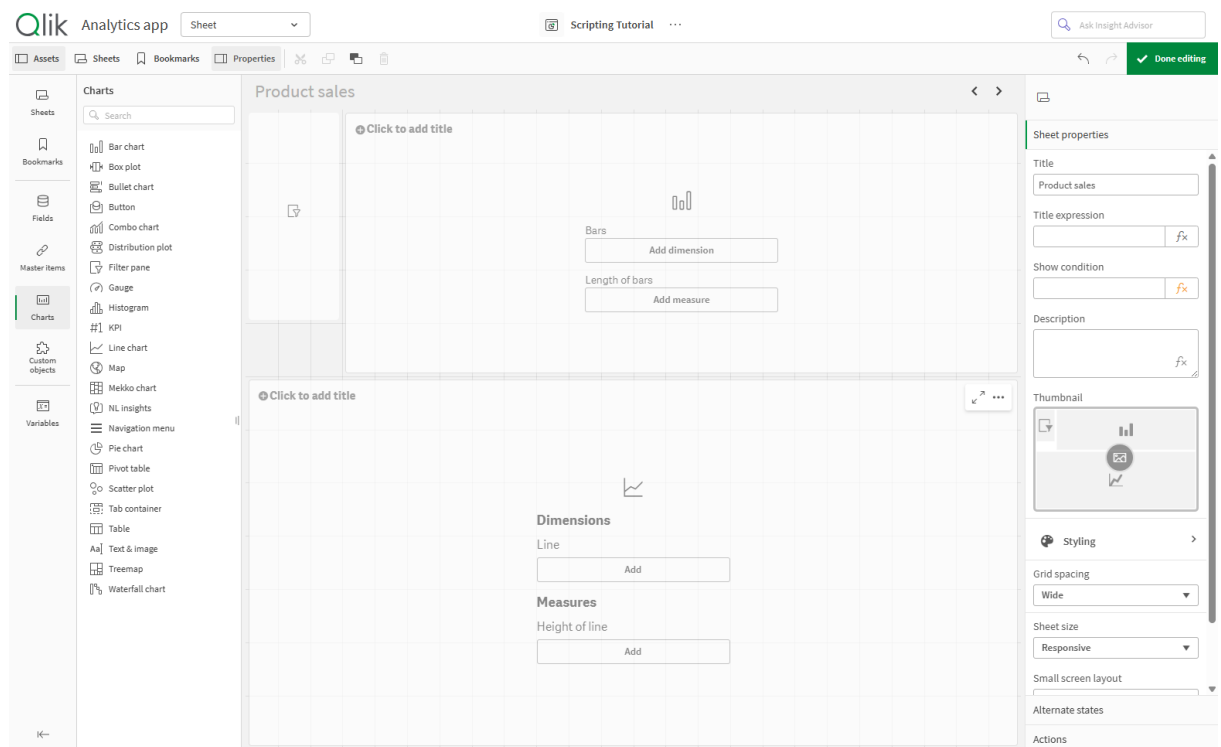 Qlik Analytics app Sheet Scripting Tutorial ··· Ask Insight Advisor
Assets Sheets Bookmarks Properties Done editing
Sheets
Bookmarks
Fields
Master items
Charts
Custom
objects
Variables
Charts
Search
Bar chart
Box plot
Bullet chart
Button
Combo chart
Distribution plot
Filter pane
Gauge
Histogram
#1 KPI
Line chart
Map
Mekko chart
NL insights
Navigation menu
Pie chart
Pivot table
Scatter plot
Tab container
Table
Aa Text & image
Treemap
Waterfall chart
Product sales
Click to add title
Bars
Add dimension
Length of bars
Add measure
Click to add title
Dimensions
Line
Add
Measures
Height of line
Add
Sheet properties
Title
Product sales
Title expression
fx
Show condition
fx
Description
fx
Thumbnail
Styling
Grid spacing
Wide
Sheet size
Responsive
Small screen layout
Alternate states
Actions